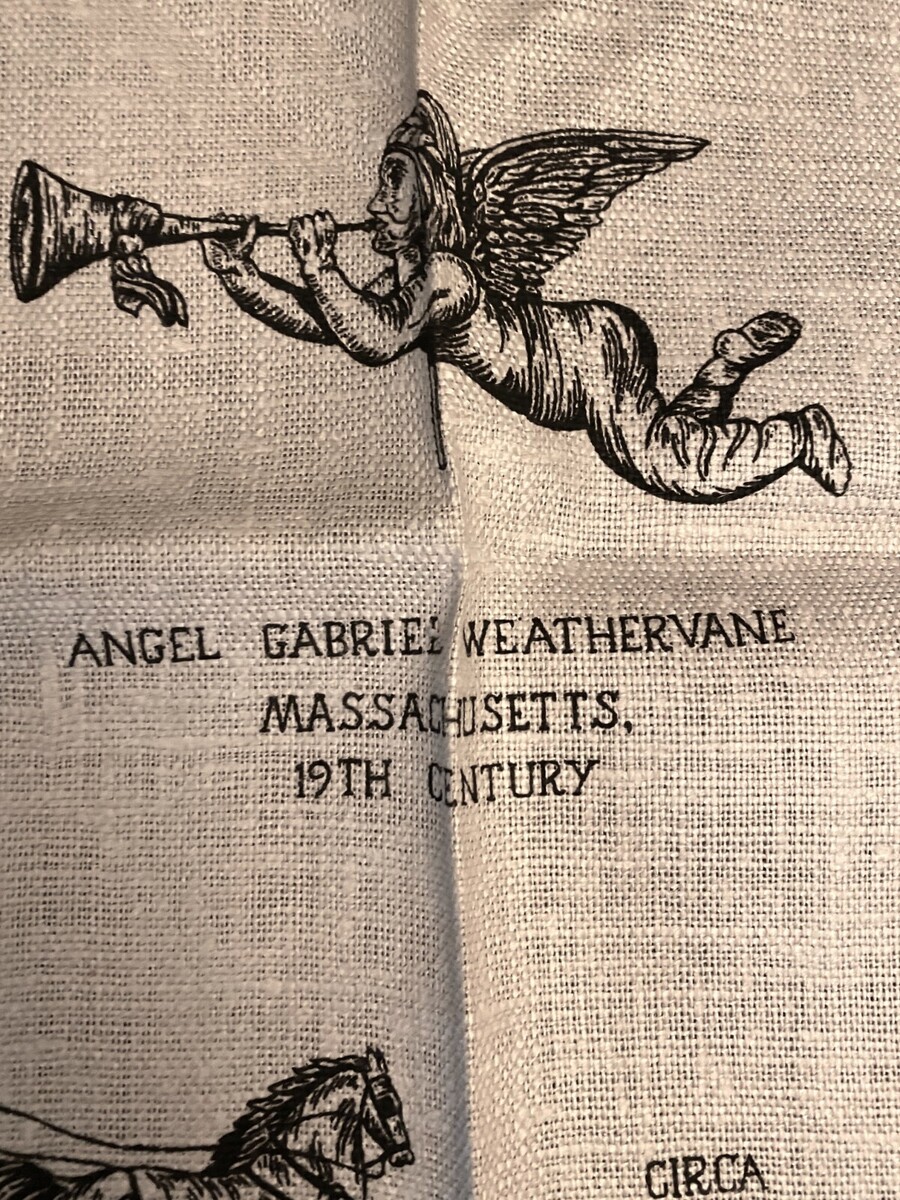 ANGEL GABRIEL WEATHERVANE
MASSACHUSETTS,
19TH CENTURY
CIRCA